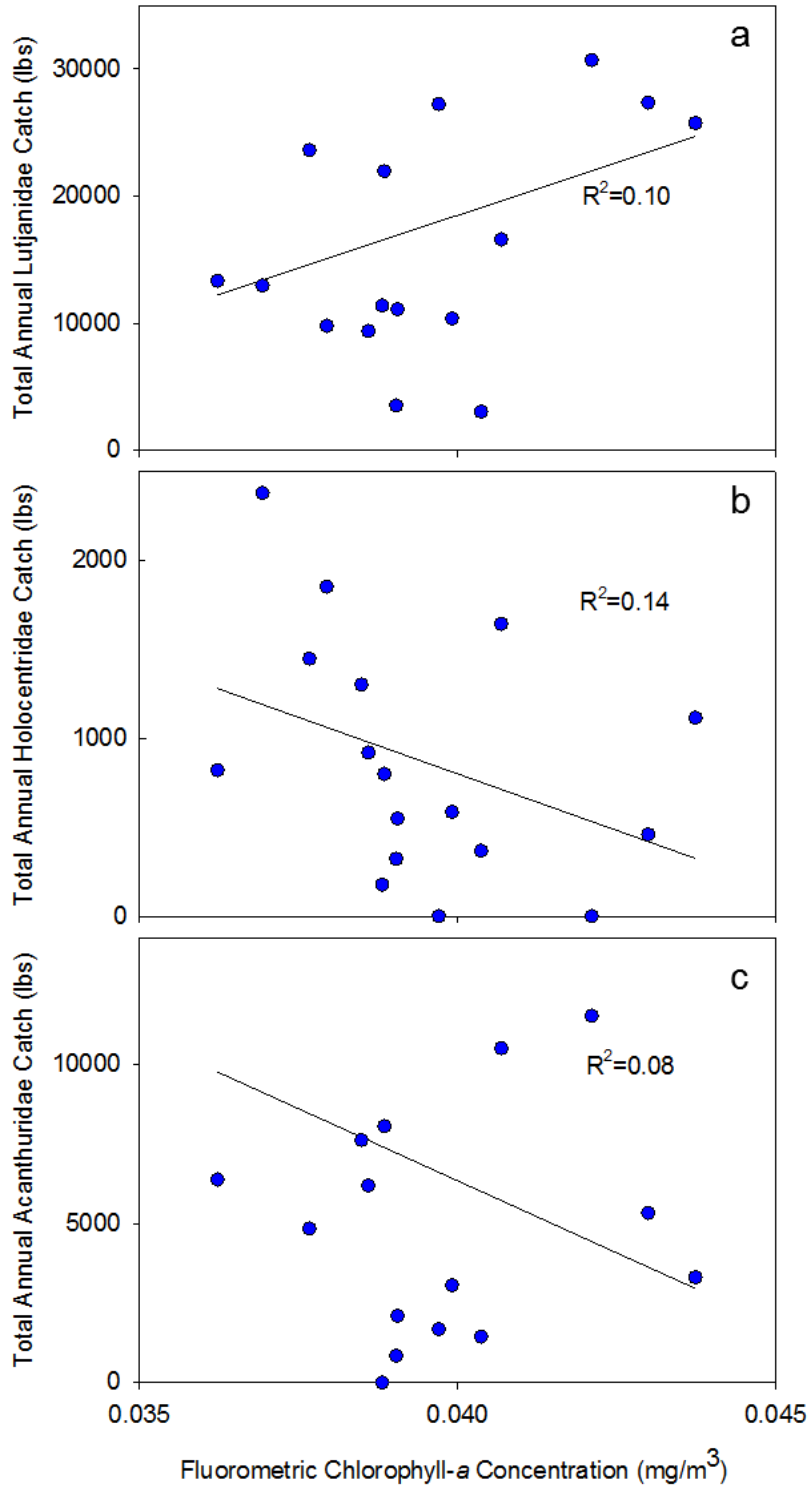 a
Total Annual Lutjanidae Catch (lbs)
30000
20000
10000
0
R²=0.10
b
Total Annual Holocentridae Catch (lbs)
2000
1000
0
R²=0.14
c
Total Annual Acanthuridae Catch (lbs)
10000
5000
0
R²=0.08
0.035
0.040
0.045
Fluorometric Chlorophyll-a Concentration (mg/m³)